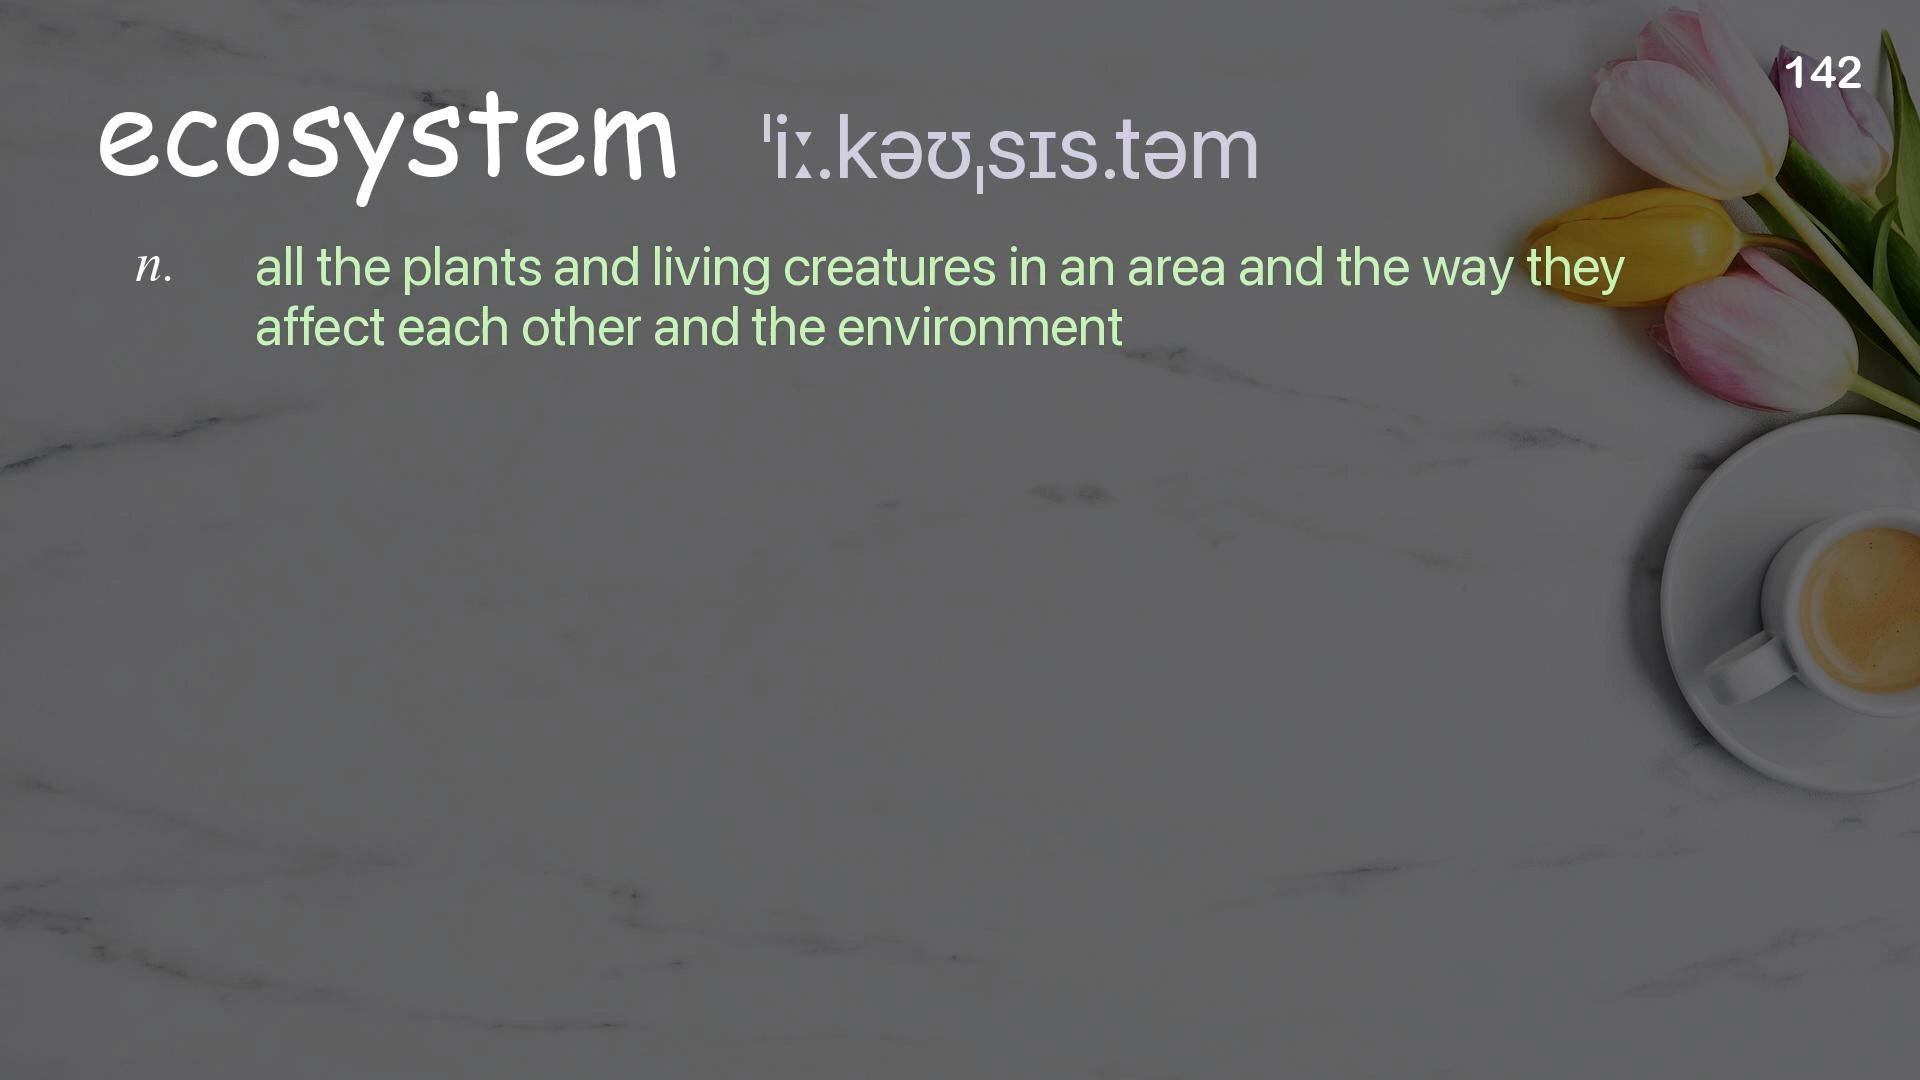 142
ecosystem ˈiː.kəʊˌsɪs.təm
n. all the plants and living creatures in an area and the way they
affect each other and the environment